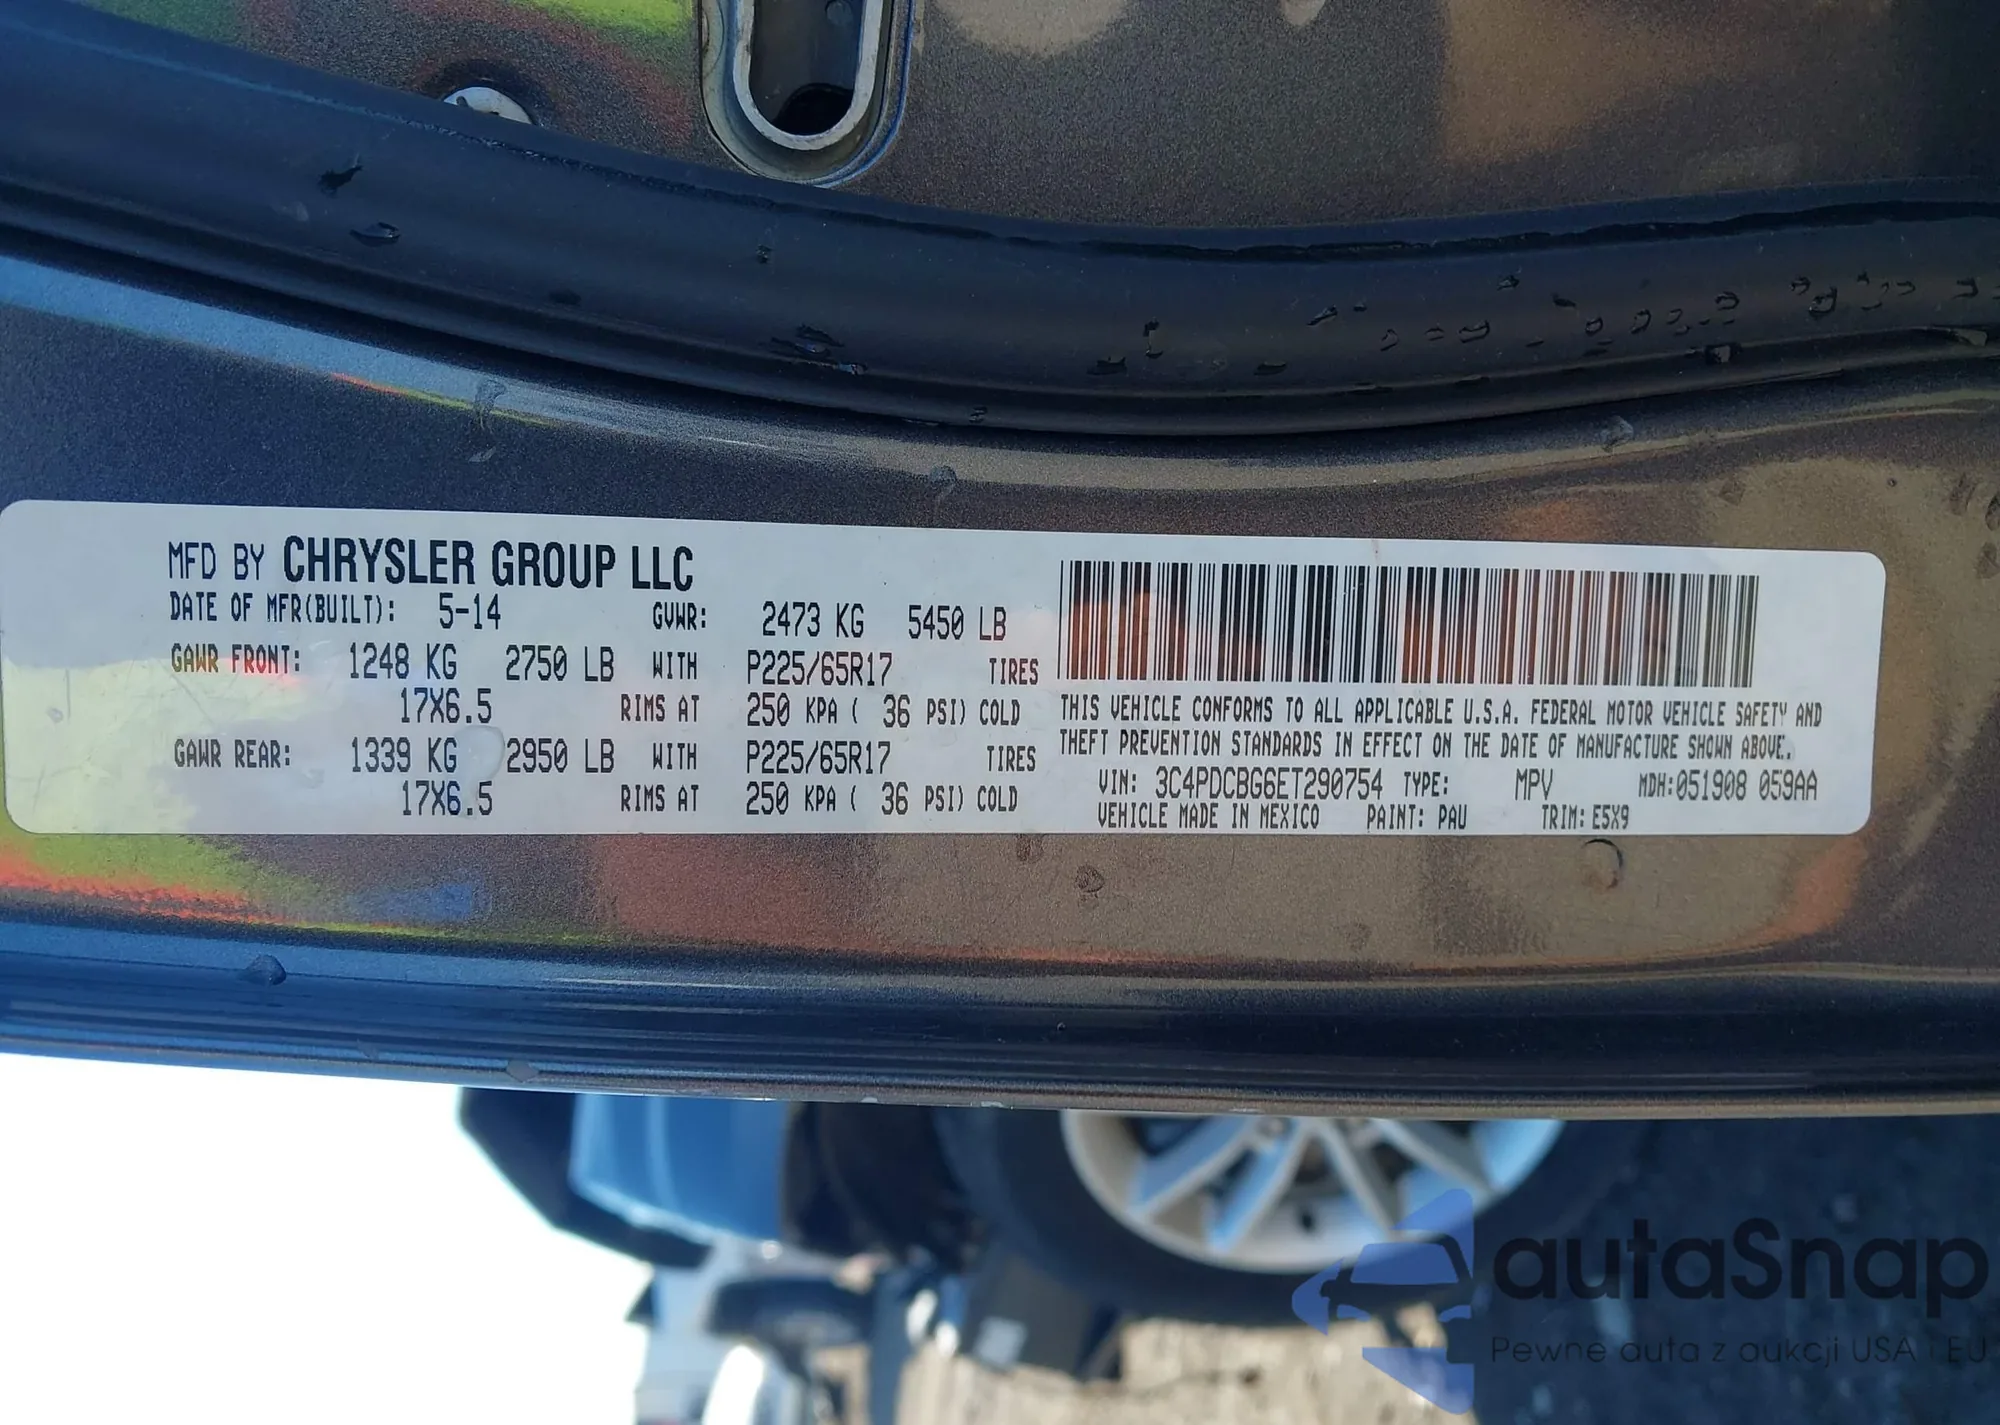 MFD BY CHRYSLER GROUP LLC
DATE OF MFR(BUILT): 5-14 GVWR: 2473 KG 5450 LB
GAWR FRONT: 1248 KG 2750 LB WITH P225/65R17 TIRES
17X6.5 RIMS AT 250 KPA ( 36 PSI) COLD
GAWR REAR: 1339 KG 2950 LB WITH P225/65R17 TIRES
17X6.5 RIMS AT 250 KPA ( 36 PSI) COLD
THIS VEHICLE CONFORMS TO ALL APPLICABLE U.S.A. FEDERAL MOTOR VEHICLE SAFETY AND
THEFT PREVENTION STANDARDS IN EFFECT ON THE DATE OF MANUFACTURE SHOWN ABOVE.
VIN: 3C4PDCBG6ET290754 TYPE: MPV MDH:051908 059AA
VEHICLE MADE IN MEXICO PAINT: PAU TRIM: E5X9
autaSnap
Pewne auta z aukcji USA i EU